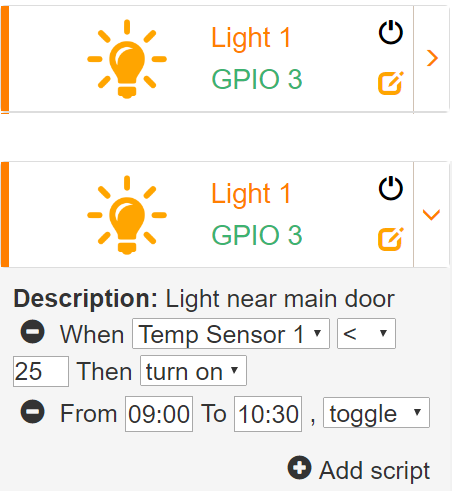 Light 1
GPIO 3
Light 1
GPIO 3
Description: Light near main door
When Temp Sensor 1 <
25 Then turn on
From 09:00 To 10:30 , toggle
Add script